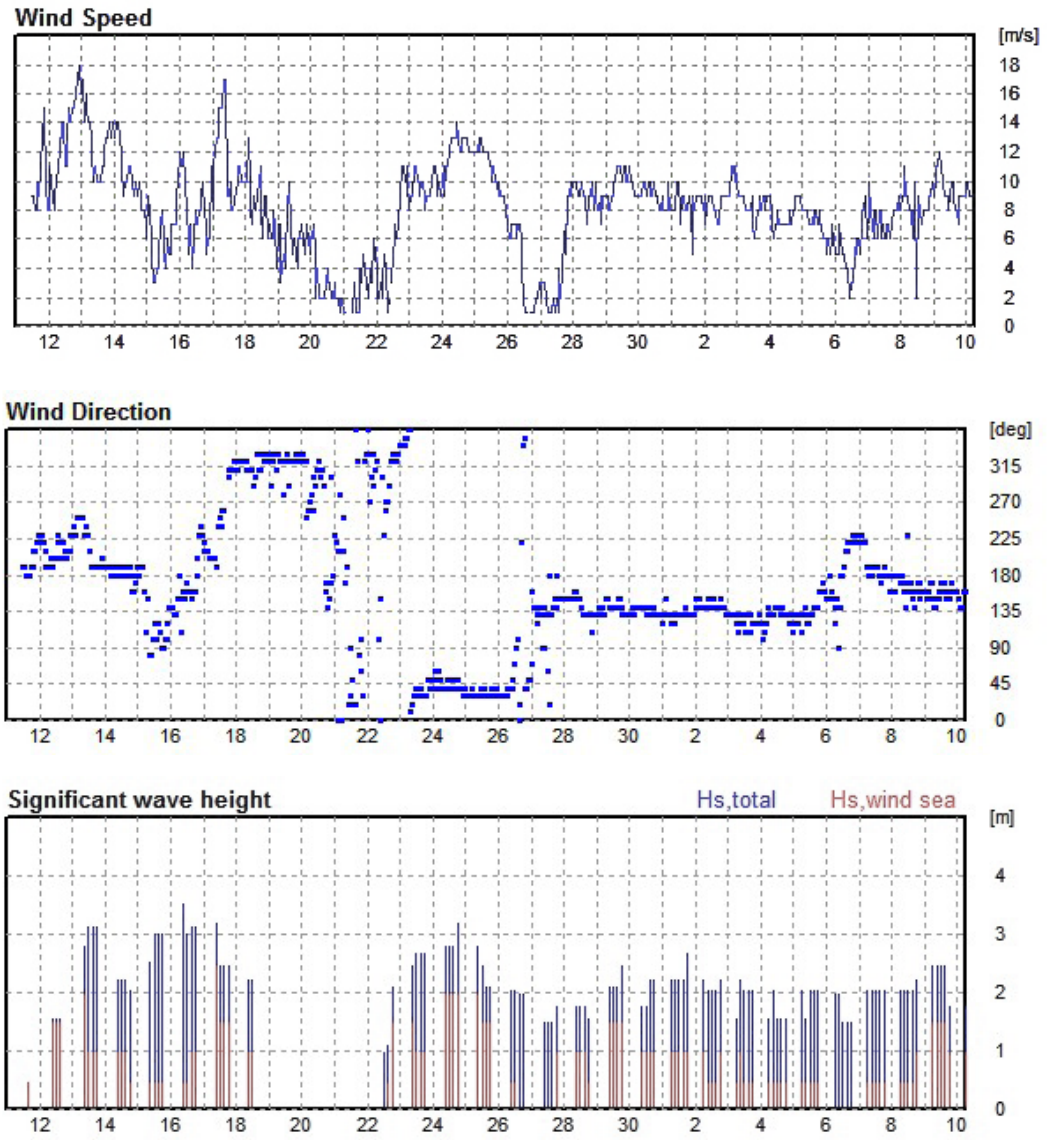 Wind Speed
[m/s]
18
16
14
12
10
8
6
4
2
0
12 14 16 18 20 22 24 26 28 30 2 4 6 8 10
Wind Direction
[deg]
315
270
225
180
135
90
45
0
12 14 16 18 20 22 24 26 28 30 2 4 6 8 10
Significant wave height Hs,total Hs,wind sea
[m]
4
3
2
1
0
12 14 16 18 20 22 24 26 28 30 2 4 6 8 10